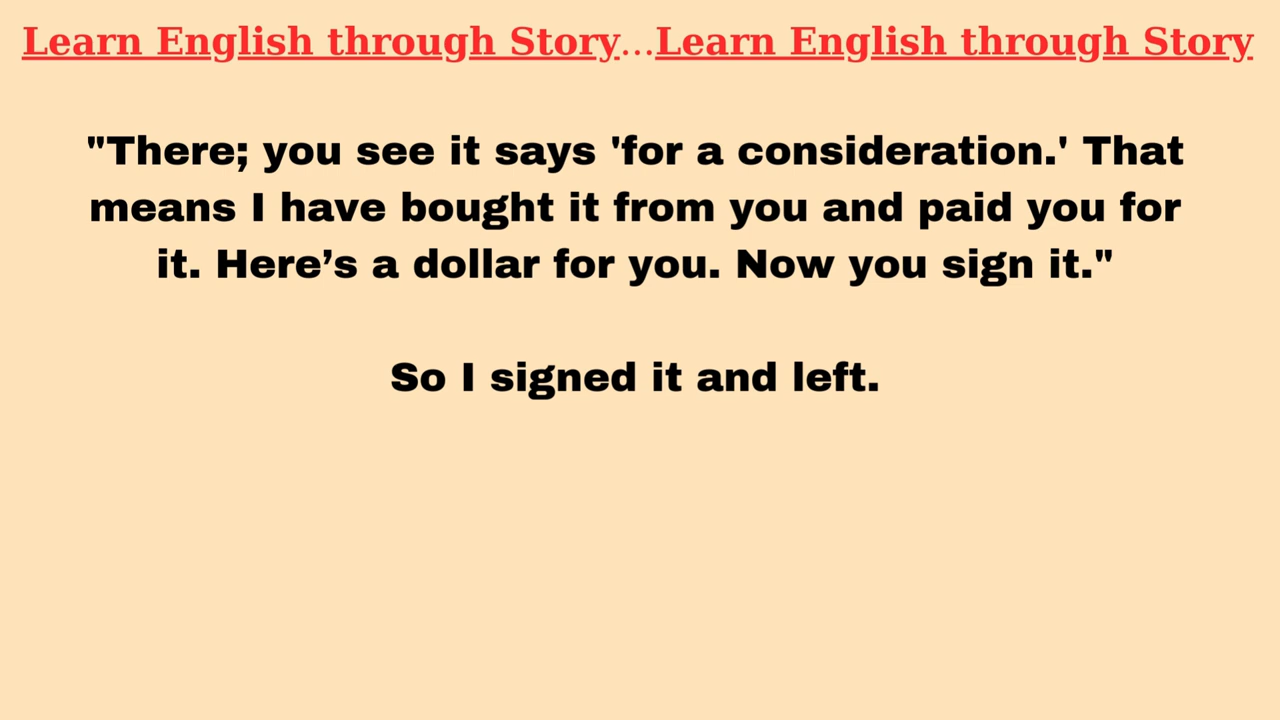 Learn English through Story...Learn English through Story
"There; you see it says 'for a consideration.' That
means I have bought it from you and paid you for
it. Here’s a dollar for you. Now you sign it."
So I signed it and left.